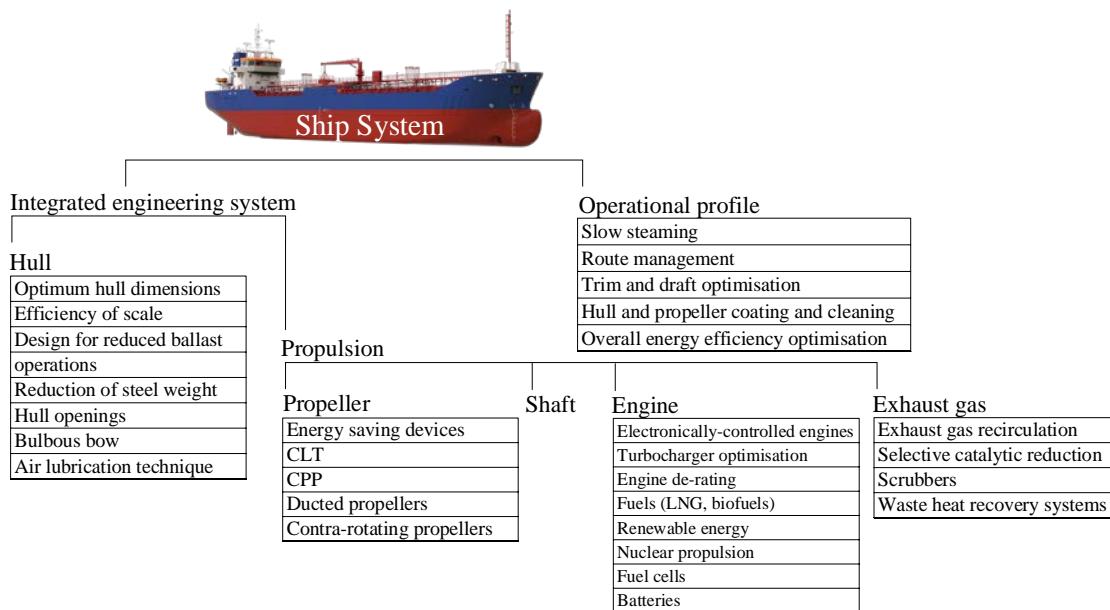 Ship System
Integrated engineering system
Operational profile
Slow steaming
Route management
Trim and draft optimisation
Hull and propeller coating and cleaning
Overall energy efficiency optimisation
Hull
Optimum hull dimensions
Efficiency of scale
Design for reduced ballast
operations
Reduction of steel weight
Hull openings
Bulbous bow
Air lubrication technique
Propulsion
Propeller
Energy saving devices
CLT
CPP
Ducted propellers
Contra-rotating propellers
Shaft
Engine
Electronically-controlled engines
Turbocharger optimisation
Engine de-rating
Fuels (LNG, biofuels)
Renewable energy
Nuclear propulsion
Fuel cells
Batteries
Exhaust gas
Exhaust gas recirculation
Selective catalytic reduction
Scrubbers
Waste heat recovery systems